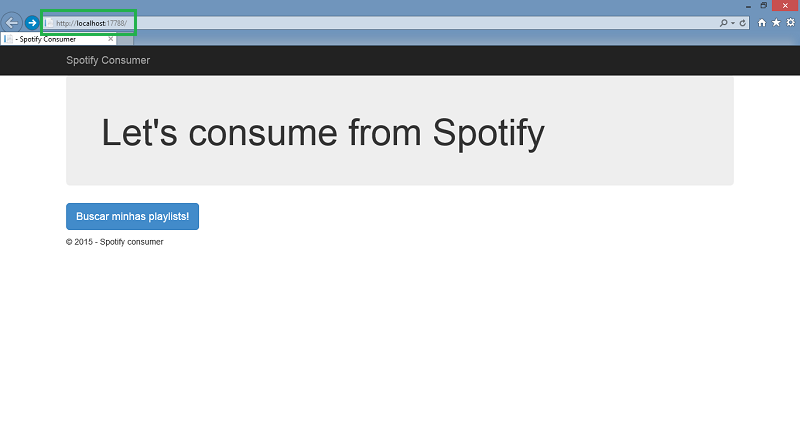 http://localhost:17788/
- Spotify Consumer
Spotify Consumer
Let's consume from Spotify
Buscar minhas playlists!
© 2015 - Spotify consumer